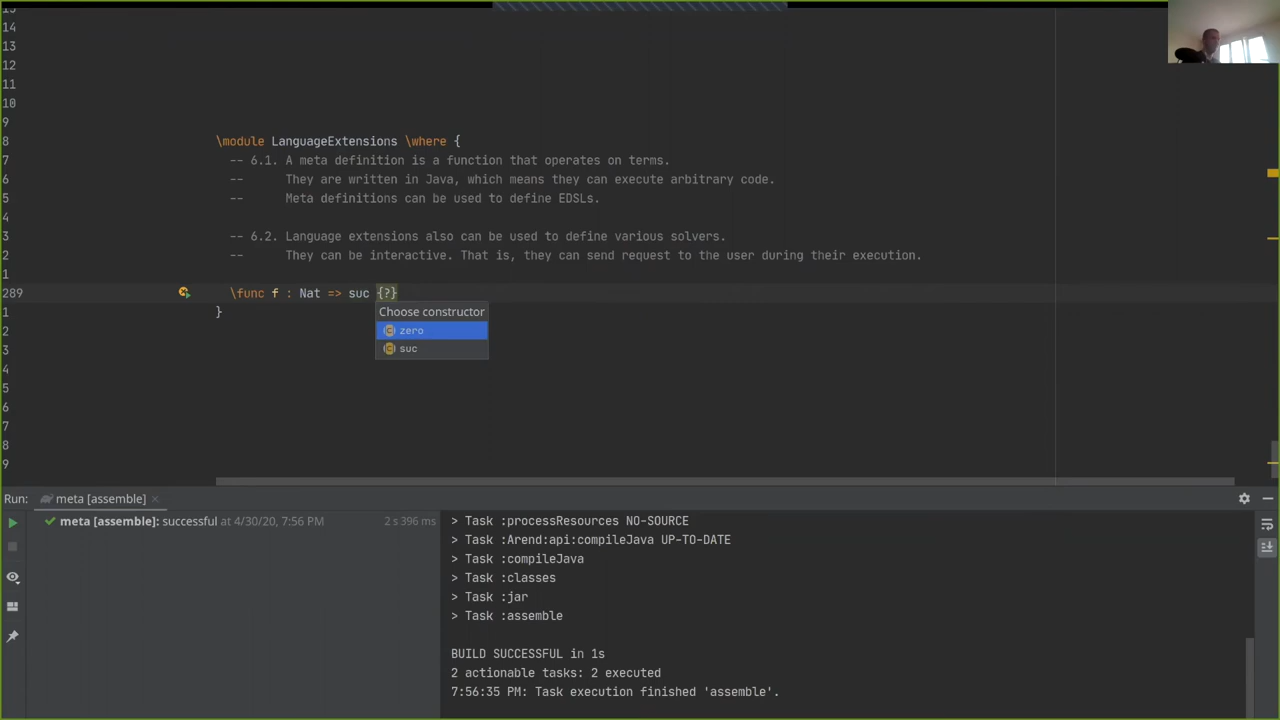 13
14
13
12
11
10
9
8 \module LanguageExtensions \where {
7 -- 6.1. A meta definition is a function that operates on terms.
6 -- They are written in Java, which means they can execute arbitrary code.
5 -- Meta definitions can be used to define EDSLs.
4
3 -- 6.2. Language extensions also can be used to define various solvers.
2 -- They can be interactive. That is, they can send request to the user during their execution.
1
289 \func f : Nat => suc {?}
1 }
Choose constructor
2 zero
3 suc
3
4
5
6
7
8
9
Run: meta [assemble]
meta [assemble]: successful at 4/30/20, 7:56 PM 2 s 396 ms
> Task :processResources NO-SOURCE
> Task :Arend:api:compileJava UP-TO-DATE
> Task :compileJava
> Task :classes
> Task :jar
> Task :assemble
BUILD SUCCESSFUL in 1s
2 actionable tasks: 2 executed
7:56:35 PM: Task execution finished 'assemble'.